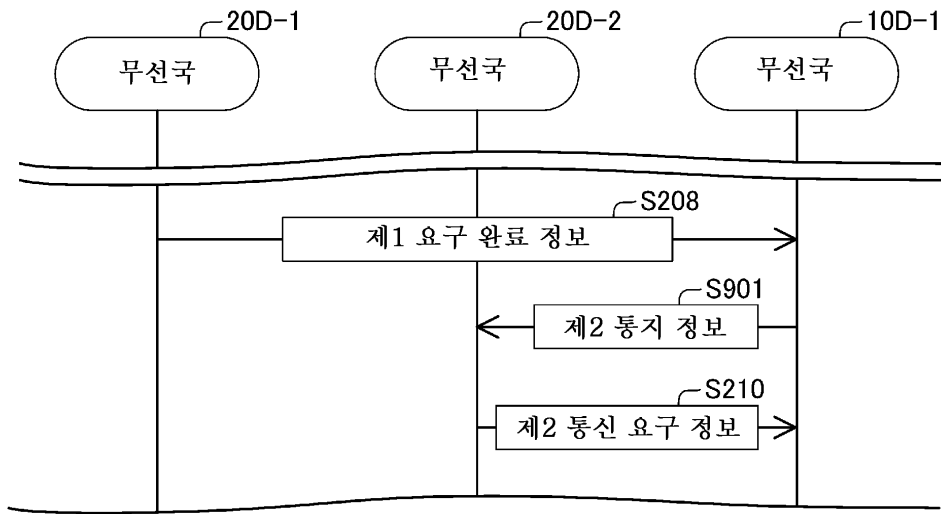 20D-1
20D-2
10D-1
무선국
무선국
무선국
S208
제1 요구 완료 정보
S901
제2 통지 정보
S210
제2 통신 요구 정보